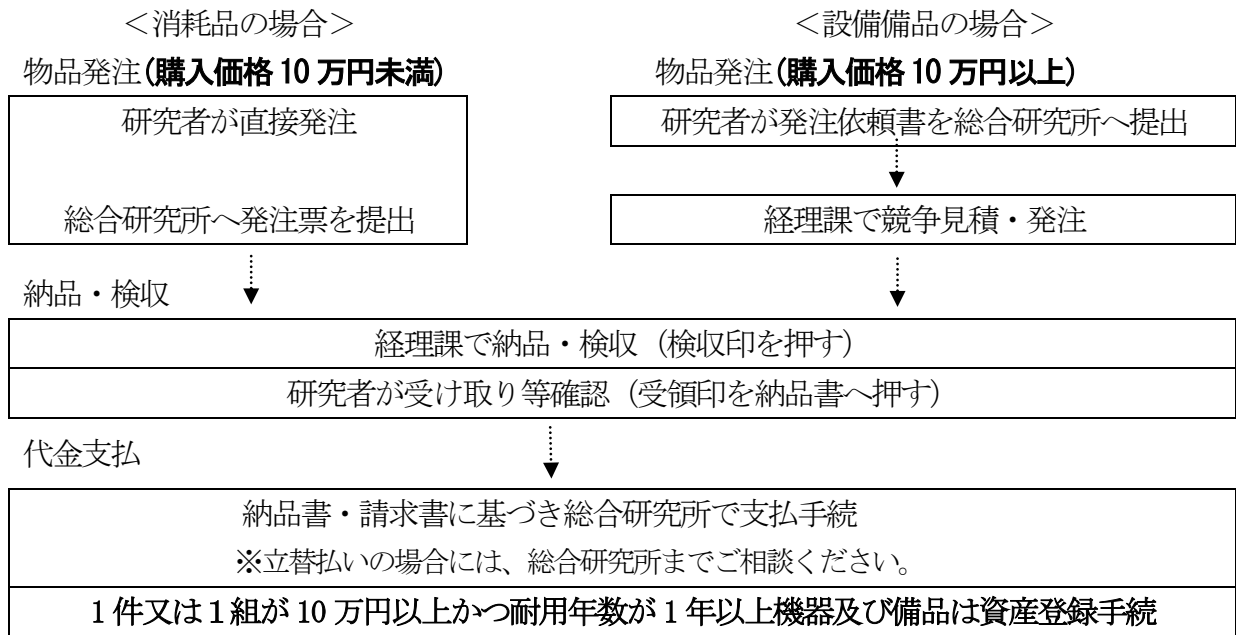 ＜消耗品の場合＞
＜設備備品の場合＞
物品発注(購入価格 10 万円未満)
物品発注(購入価格 10 万円以上)
研究者が直接発注
総合研究所へ発注票を提出
研究者が発注依頼書を総合研究所へ提出
経理課で競争見積・発注
納品・検収
経理課で納品・検収（検収印を押す）
研究者が受け取り等確認（受領印を納品書へ押す）
代金支払
納品書・請求書に基づき総合研究所で支払手続
※立替払いの場合には、総合研究所までご相談ください。
1 件又は 1 組が 10 万円以上かつ耐用年数が 1 年以上機器及び備品は資産登録手続